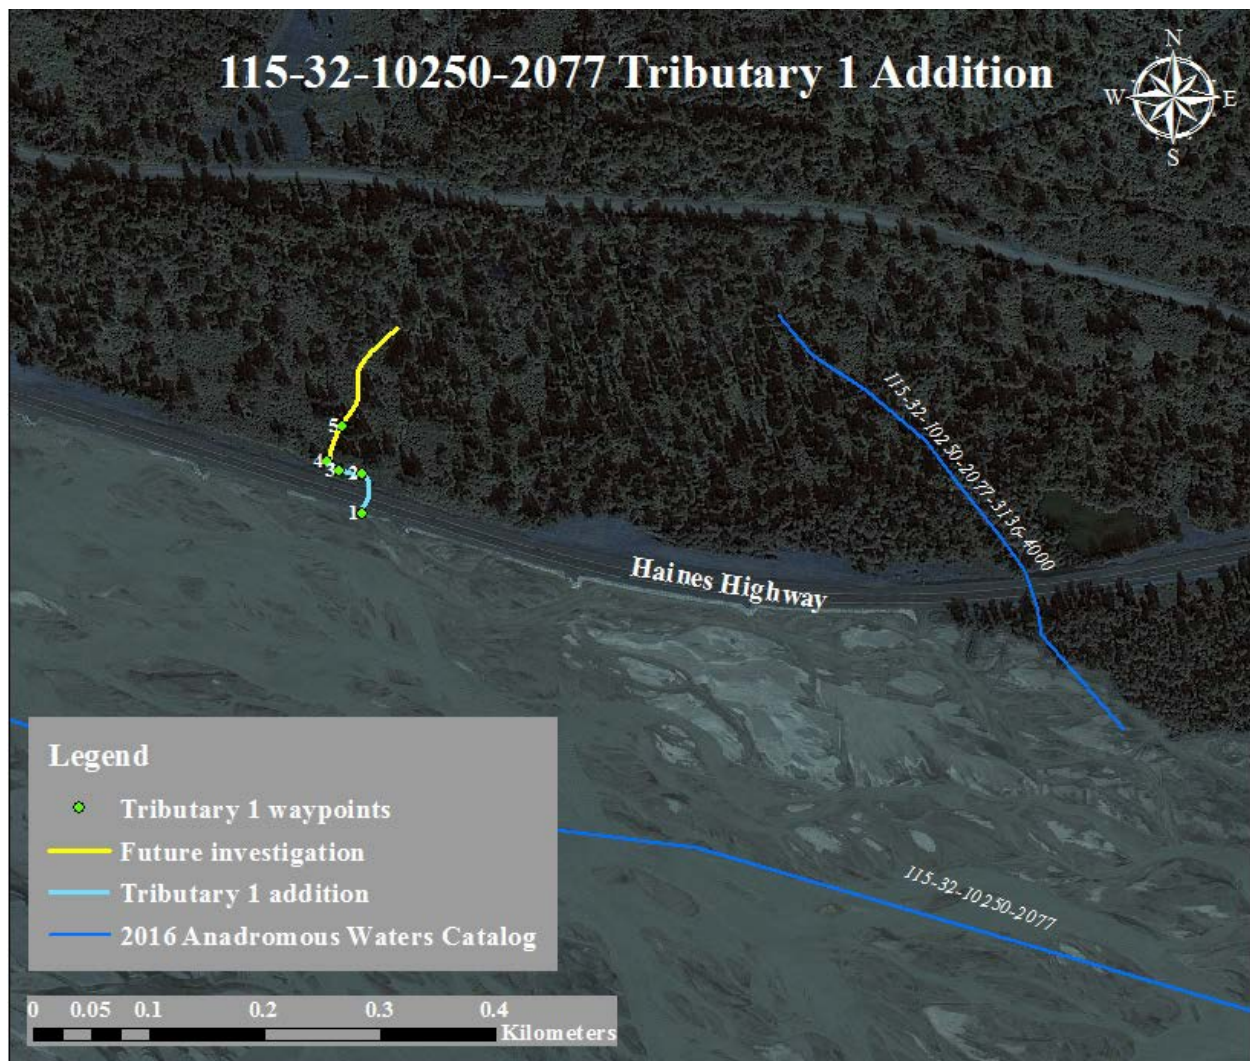 115-32-10250-2077 Tributary 1 Addition
N
W E
S
5
4
3 2
1
115-32-10250-2077-3136-4000
Haines Highway
115-32-10250-2077
Legend
Tributary 1 waypoints
Future investigation
Tributary 1 addition
2016 Anadromous Waters Catalog
0 0.05 0.1 0.2 0.3 0.4
Kilometers